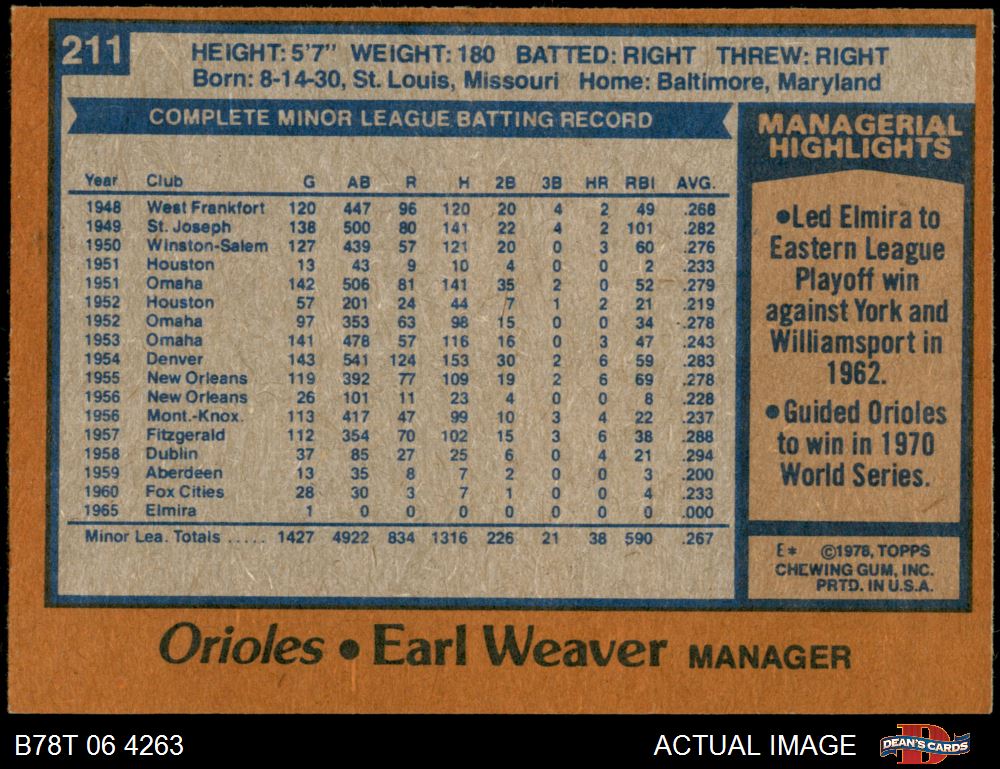 211
HEIGHT: 5'7" WEIGHT: 180 BATTED: RIGHT THREW: RIGHT
Born: 8-14-30, St. Louis, Missouri Home: Baltimore, Maryland
COMPLETE MINOR LEAGUE BATTING RECORD
Year Club G AB R H 2B 3B HR RBI AVG.
1948 West Frankfort 120 447 96 120 20 4 2 49 .268
1949 St. Joseph 138 500 80 141 22 4 2 101 .282
1950 Winston-Salem 127 439 57 121 20 0 3 60 .276
1951 Houston 13 43 9 10 4 0 0 2 .233
1951 Omaha 142 506 81 141 35 2 0 52 .279
1952 Houston 57 201 24 44 7 1 2 21 .219
1952 Omaha 97 353 63 98 15 0 0 34 .278
1953 Omaha 141 478 57 116 16 0 3 47 .243
1954 Denver 143 541 124 153 30 2 6 59 .283
1955 New Orleans 119 392 77 109 19 2 6 69 .278
1956 New Orleans 26 101 11 23 4 0 0 8 .228
1956 Mont.-Knox. 113 417 47 99 10 3 4 22 .237
1957 Fitzgerald 112 354 70 102 15 3 6 38 .288
1958 Dublin 37 85 27 25 6 0 4 21 .294
1959 Aberdeen 13 35 8 7 2 0 0 3 .200
1960 Fox Cities 28 30 3 7 1 0 0 4 .233
1965 Elmira 1 0 0 0 0 0 0 0 .000
Minor Lea. Totals ..... 1427 4922 834 1316 226 21 38 590 .267
MANAGERIAL
HIGHLIGHTS
●Led Elmira to
Eastern League
Playoff win
against York and
Williamsport in
1962.
●Guided Orioles
to win in 1970
World Series.
E* ©1978, TOPPS
CHEWING GUM, INC.
PRTD. IN U.S.A.
Orioles ● Earl Weaver MANAGER
B78T 06 4263
ACTUAL IMAGE
D
DEAN'S CARDS